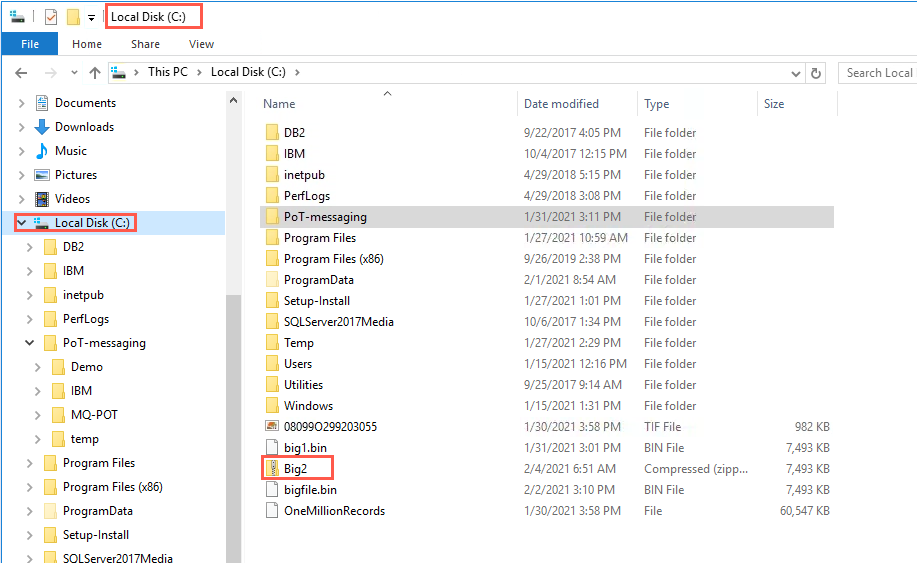 Local Disk (C:)
File Home Share View
This PC > Local Disk (C:) >
Search Local
Documents
Downloads
Music
Pictures
Videos
Local Disk (C:)
DB2
IBM
inetpub
PerfLogs
PoT-messaging
Demo
IBM
MQ-POT
temp
Program Files
Program Files (x86)
ProgramData
Setup-Install
SQLServer2017Media
Name Date modified Type Size
DB2 9/22/2017 4:05 PM File folder
IBM 10/4/2017 12:15 PM File folder
inetpub 4/29/2018 5:15 PM File folder
PerfLogs 4/29/2018 3:08 PM File folder
PoT-messaging 1/31/2021 3:11 PM File folder
Program Files 1/27/2021 10:59 AM File folder
Program Files (x86) 9/26/2019 2:38 PM File folder
ProgramData 2/1/2021 8:54 AM File folder
Setup-Install 1/27/2021 1:01 PM File folder
SQLServer2017Media 10/6/2017 1:34 PM File folder
Temp 1/27/2021 2:29 PM File folder
Users 1/15/2021 12:16 PM File folder
Utilities 9/25/2017 9:14 AM File folder
Windows 1/15/2021 1:31 PM File folder
08099O299203055 1/30/2021 3:58 PM TIF File 982 KB
big1.bin 1/31/2021 3:01 PM BIN File 7,493 KB
Big2 2/4/2021 6:51 AM Compressed (zipp... 7,493 KB
bigfile.bin 2/2/2021 3:10 PM BIN File 7,493 KB
OneMillionRecords 1/30/2021 3:58 PM File 60,547 KB